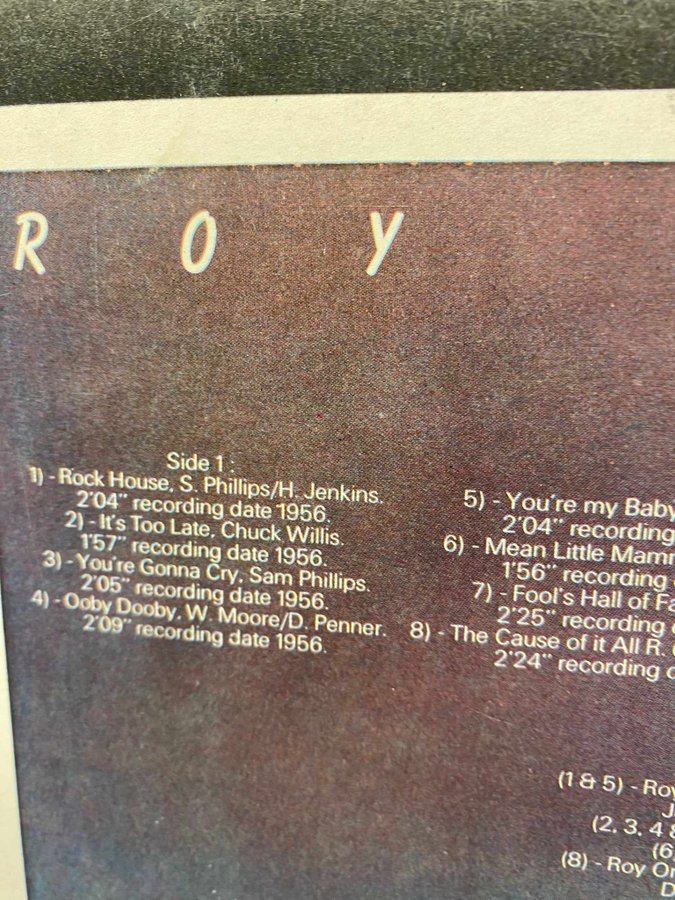 R O Y
Side 1 :
1) - Rock House, S. Phillips/H. Jenkins.
2'04" recording date 1956.
2) - It's Too Late, Chuck Willis.
1'57" recording date 1956.
3) - You're Gonna Cry, Sam Phillips.
2'05" recording date 1956.
4) - Ooby Dooby, W. Moore/D. Penner.
2'09" recording date 1956.
5) - You're my Baby
2'04" recording
6) - Mean Little
1'56" recording
7) - Fool's Hall of
2'25" recording
8) - The Cause of it All R.
2'24" recording
(1 & 5) - Roy
(2, 3, 4 &
(6
(8) - Roy